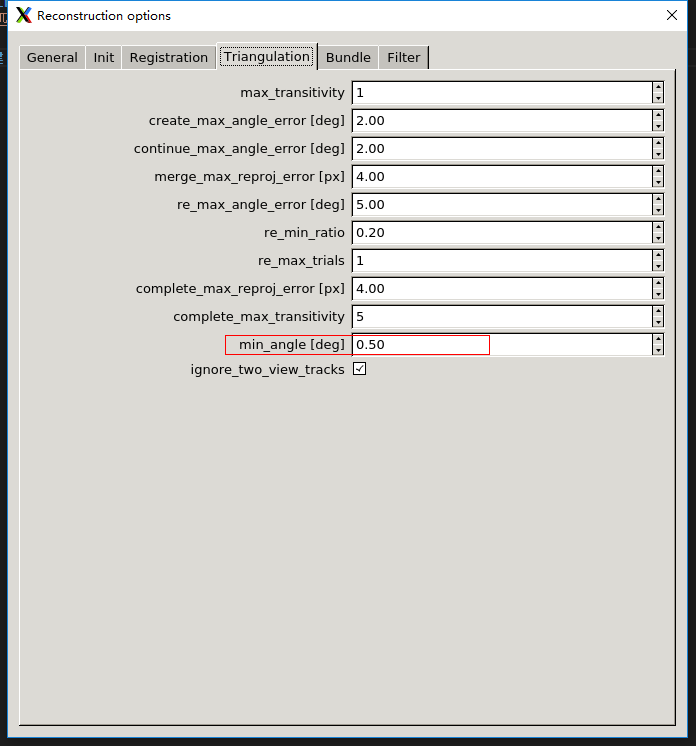 Reconstruction options
General Init Registration Triangulation Bundle Filter
max_transitivity 1
create_max_angle_error [deg] 2.00
continue_max_angle_error [deg] 2.00
merge_max_reproj_error [px] 4.00
re_max_angle_error [deg] 5.00
re_min_ratio 0.20
re_max_trials 1
complete_max_reproj_error [px] 4.00
complete_max_transitivity 5
min_angle [deg] 0.50
ignore_two_view_tracks